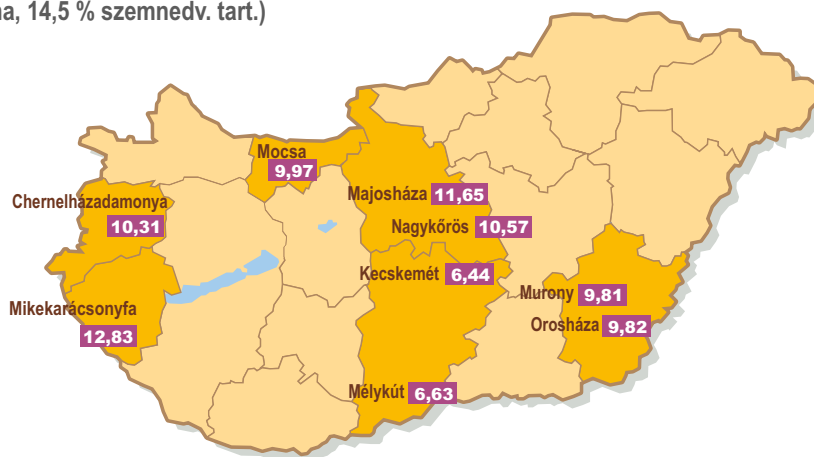 na, 14,5 % szemnedv. tart.)
Mocsa
9,97
Chernelházadamonya
10,31
Majosháza 11,65
Nagykőrös 10,57
Kecskemét 6,44
Murony 9,81
Mikekarácsonyfa
12,83
Orosháza 9,82
Mélykút 6,63